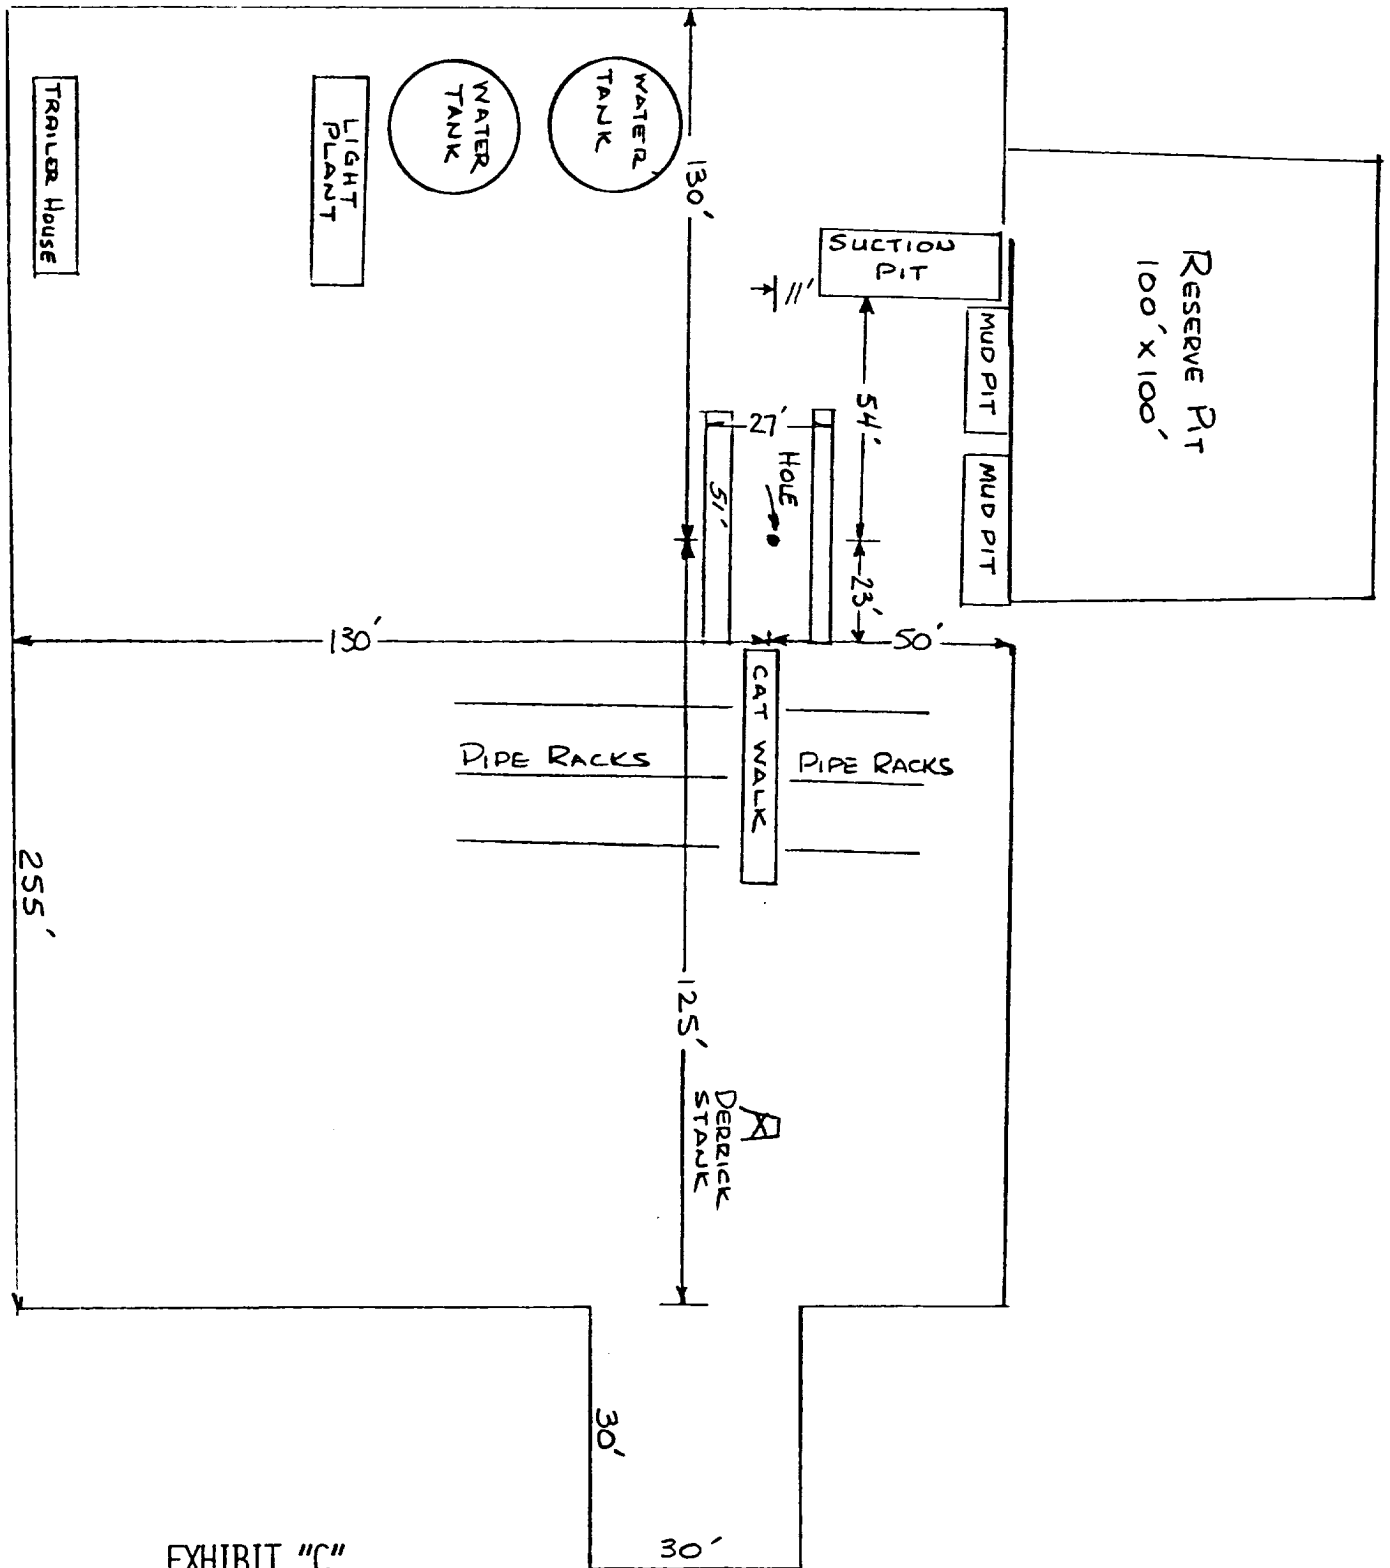 TRAILER HOUSE
LIGHT
PLANT
WATER
TANK
WATER
TANK
130'
SUCTION
PIT
11'
RESERVE PIT
100' X 100'
MUD PIT
MUD PIT
54'
27'
HOLE
51'
23'
130'
50'
CAT WALK
PIPE RACKS
PIPE RACKS
255'
125'
DERRICK
STANK
30'
30'
EXHIBIT "C"